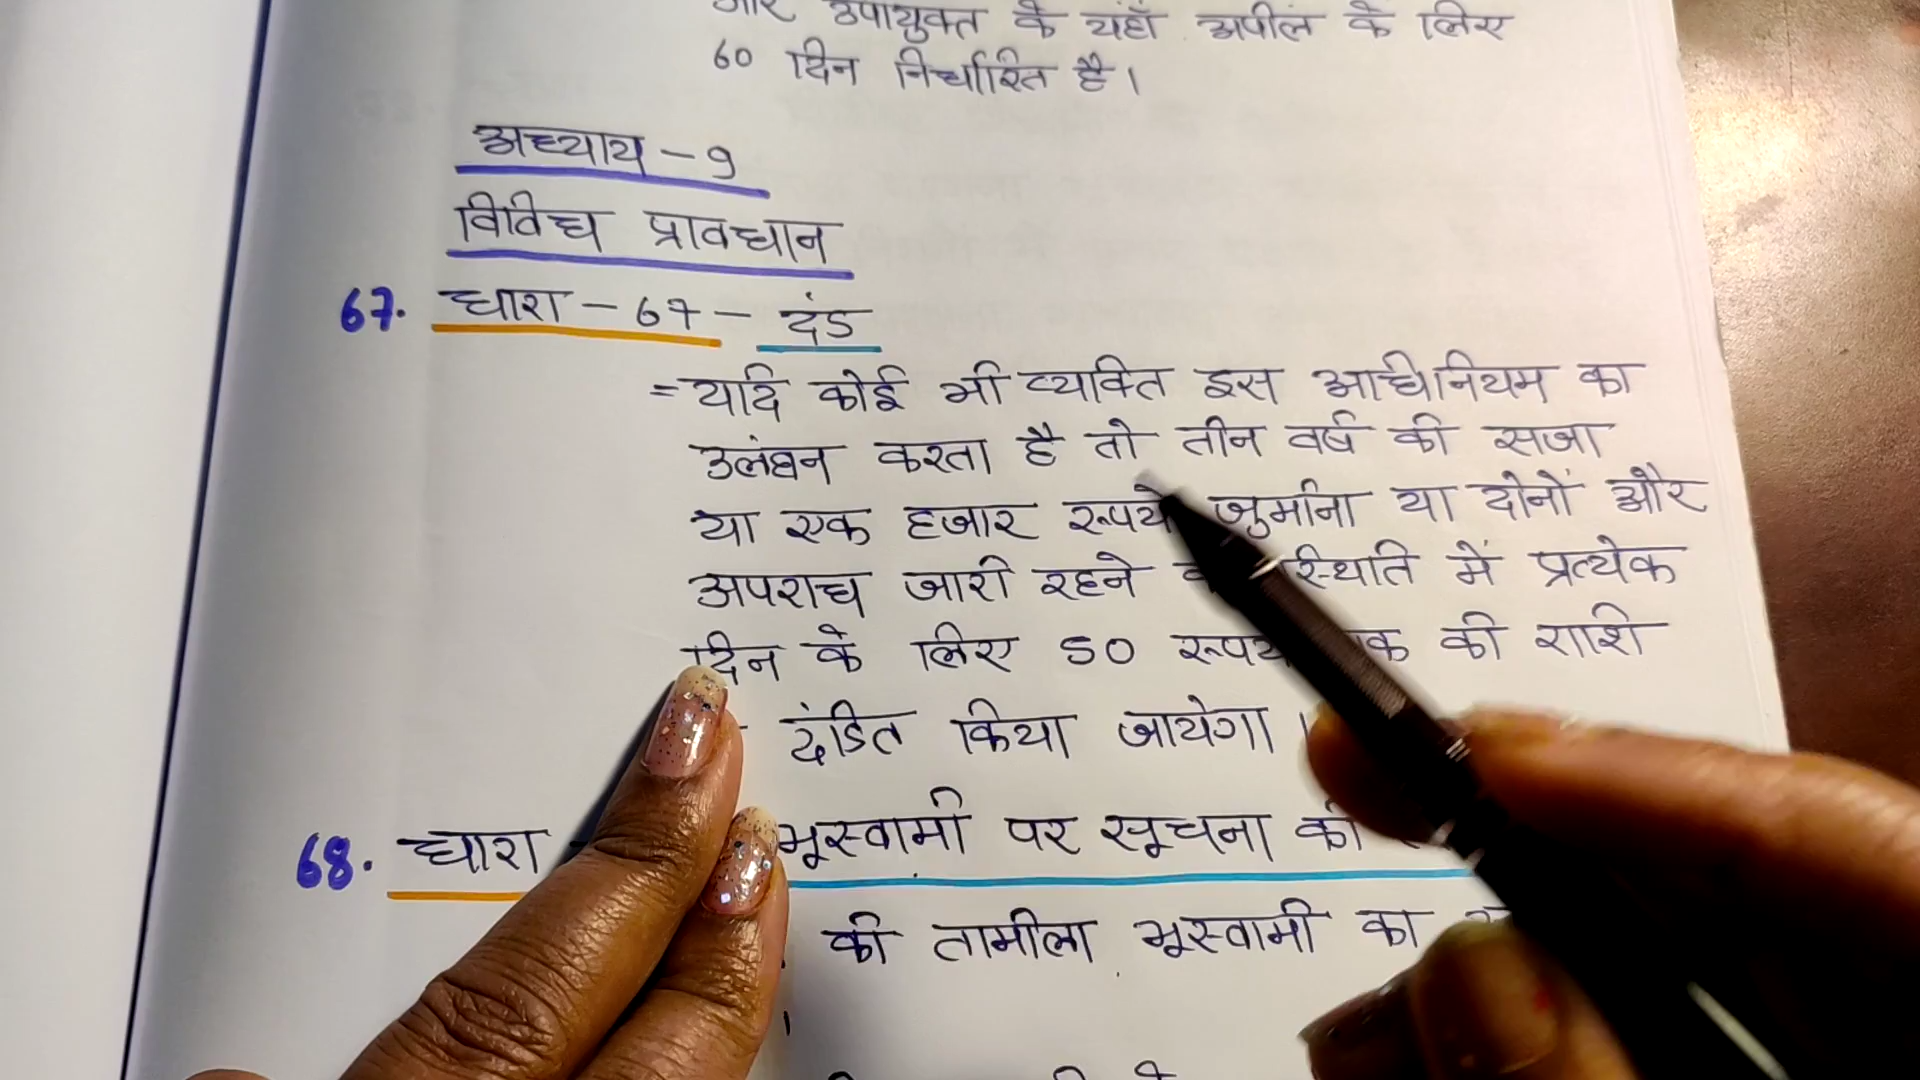 और उपायुक्त के यहाँ अपील के लिए
60 दिन निर्धारित है।
अध्याय - 9
विविध प्रावधान
67. धारा - 67 - दंड
= यदि कोई भी व्यक्ति इस अधिनियम का
उलंघन करता है तो तीन वर्ष की सजा
या एक हजार रूपये जुर्माना या दोनों और
अपराध जारी रहने स्थिति में प्रत्येक
दिन के लिए 50 की राशि
दंडित किया जायेगा।
68. धारा - भूस्वामी पर सूचना की
की तामीला भूस्वामी का